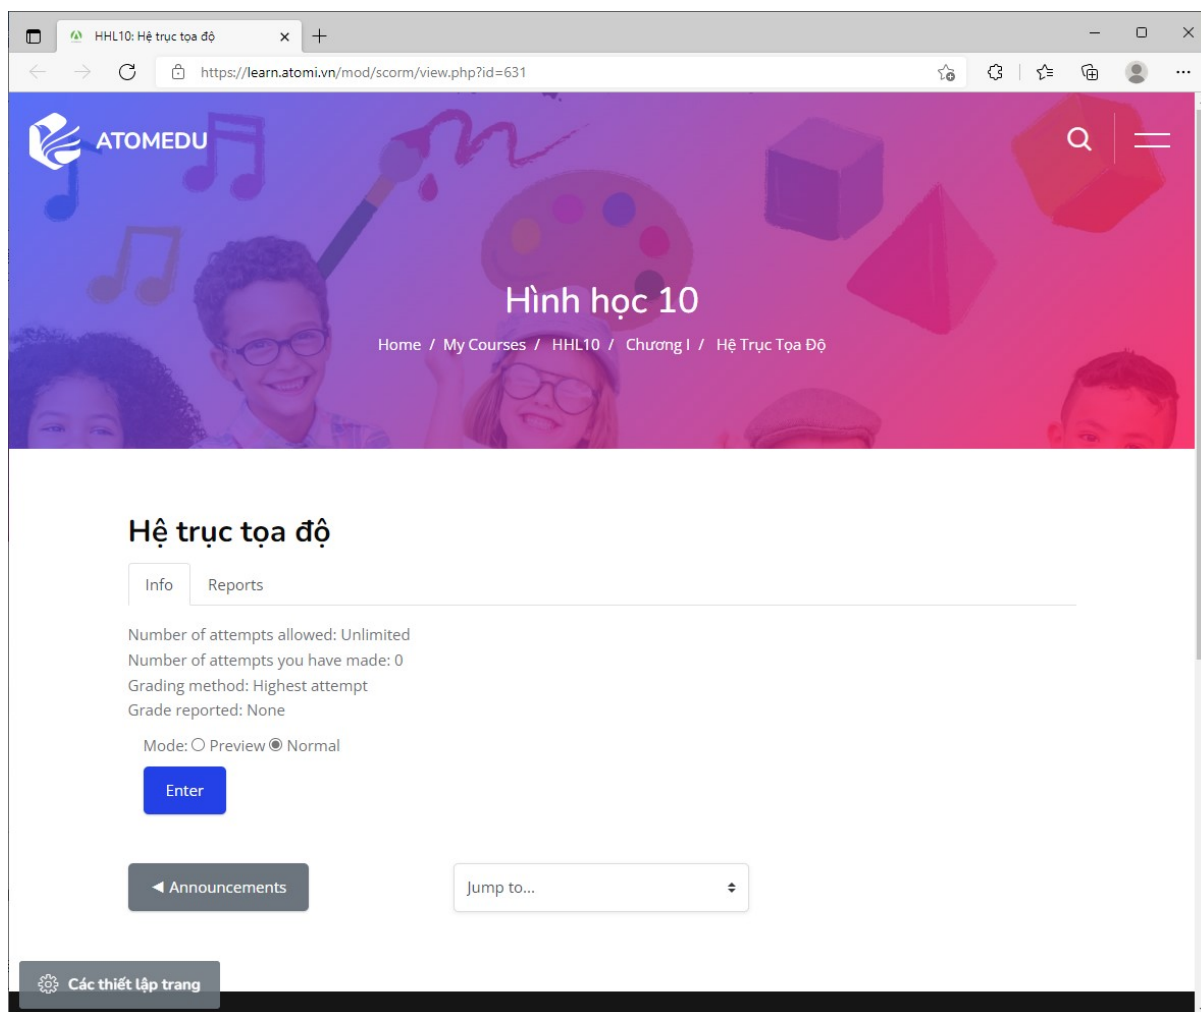 HHL10: Hệ trục tọa độ
https://learn.atomi.vn/mod/scorm/view.php?id=631
ATOMEDU
Hình học 10
Home / My Courses / HHL10 / Chương I / Hệ Trục Tọa Độ
Hệ trục tọa độ
Info Reports
Number of attempts allowed: Unlimited
Number of attempts you have made: 0
Grading method: Highest attempt
Grade reported: None
Mode: Preview Normal
Enter
◄ Announcements Jump to...
Các thiết lập trang